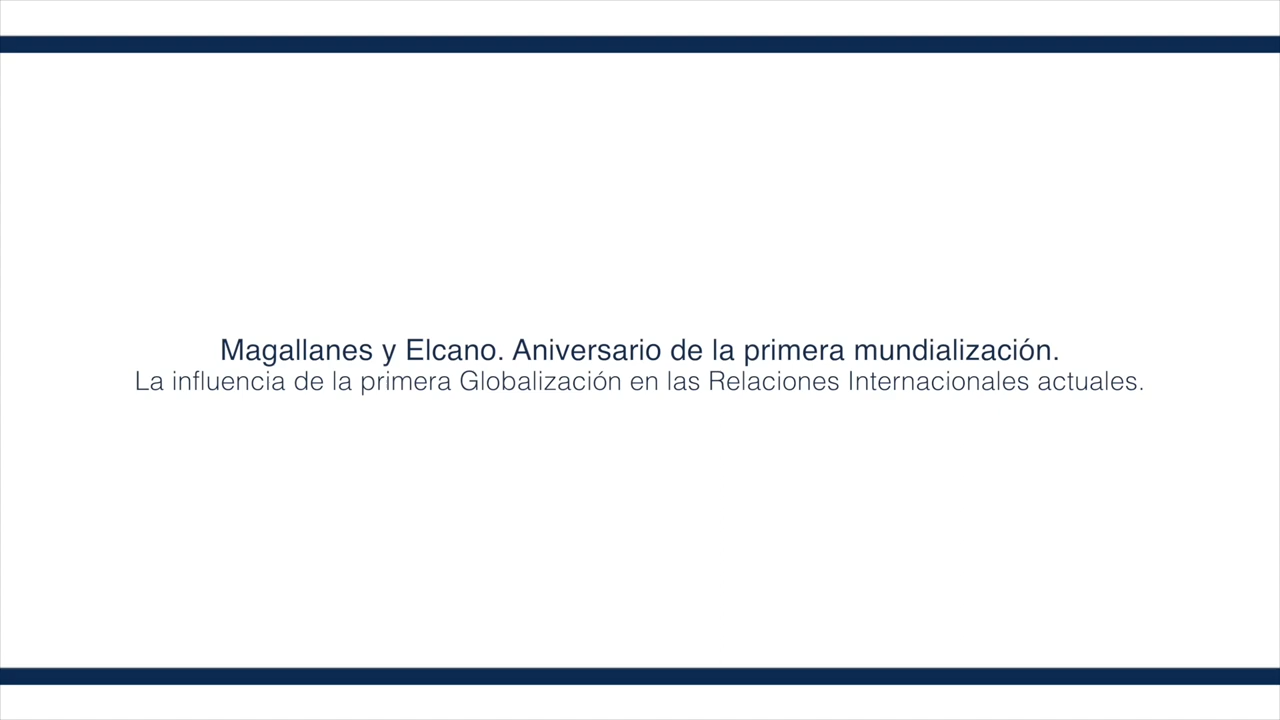 Magallanes y Elcano. Aniversario de la primera mundialización.
La influencia de la primera Globalización en las Relaciones Internacionales actuales.